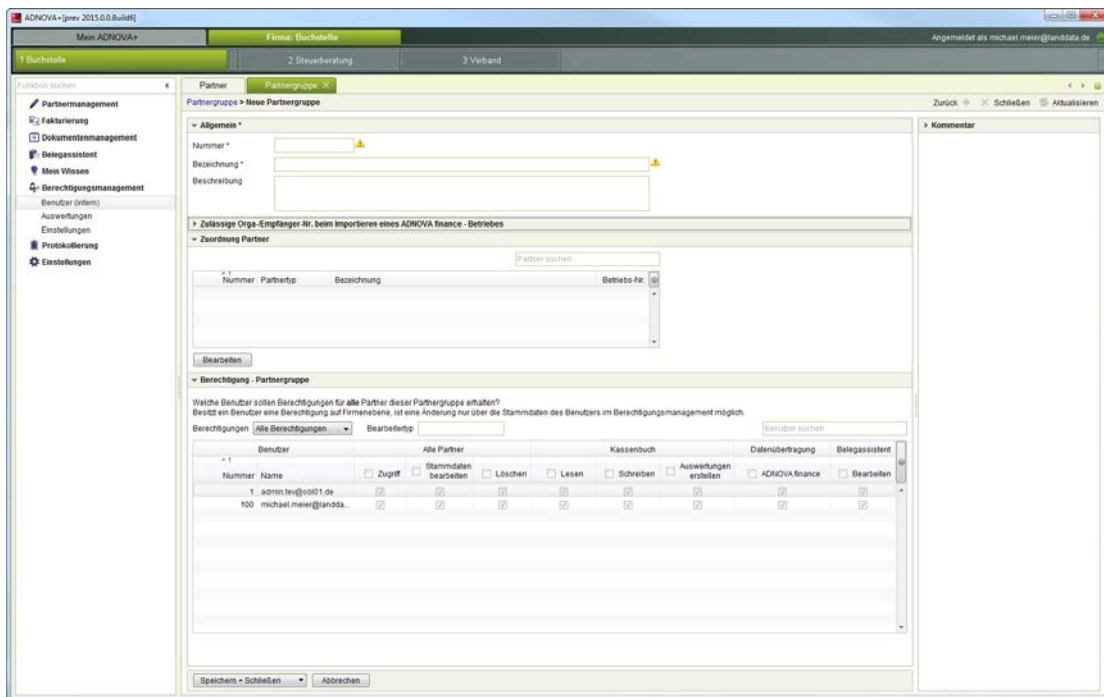 ADNOVA+[prev 2015.0.0.Build6]
Mein ADNOVA+
Firma: Buchstelle
Angemeldet als michael.meier@landdata.de
1 Buchstelle
2 Steuerberatung
3 Verband
Funktion suchen
Partner
Partnergruppe
Partnergruppe > Neue Partnergruppe
Zurück
Schließen
Aktualisieren
Partnermanagement
Fakturierung
Dokumentenmanagement
Belegassistent
Mein Wissen
Berechtigungsmanagement
Benutzer (intern)
Auswertungen
Einstellungen
Protokollierung
Einstellungen
Allgemein *
Nummer *
Bezeichnung *
Beschreibung
Kommentar
Zulässige Orga-/Empfänger-Nr. beim Importieren eines ADNOVA finance - Betriebes
Zuordnung Partner
Partner suchen
1
Nummer Partnertyp Bezeichnung Betriebs-Nr.
Bearbeiten
Berechtigung - Partnergruppe
Welche Benutzer sollen Berechtigungen für alle Partner dieser Partnergruppe erhalten?
Besitzt ein Benutzer eine Berechtigung auf Firmenebene, ist eine Änderung nur über die Stammdaten des Benutzers im Berechtigungsmanagement möglich.
Berechtigungen Alle Berechtigungen Bearbeitertyp Benutzer suchen
Benutzer Alle Partner Kassenbuch Datenübertragung Belegassistent
1
Nummer Name Zugriff Stammdaten bearbeiten Löschen Lesen Schreiben Auswertungen erstellen ADNOVA finance Bearbeiten
1 admin.tev@obl01.de
100 michael.meier@landda...
Speichern + Schließen
Abbrechen